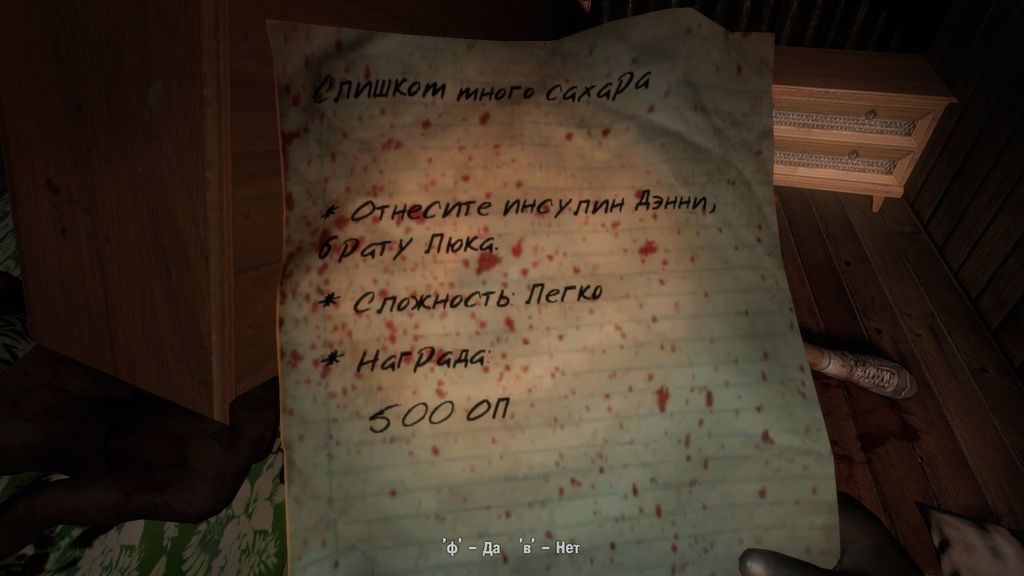 Слишком много сахара
* Отнесите инсулин Дэнни,
брату Люка.
* Сложность: Легко
* Награда:
500 ОП
'ф' – Да 'в' – Нет